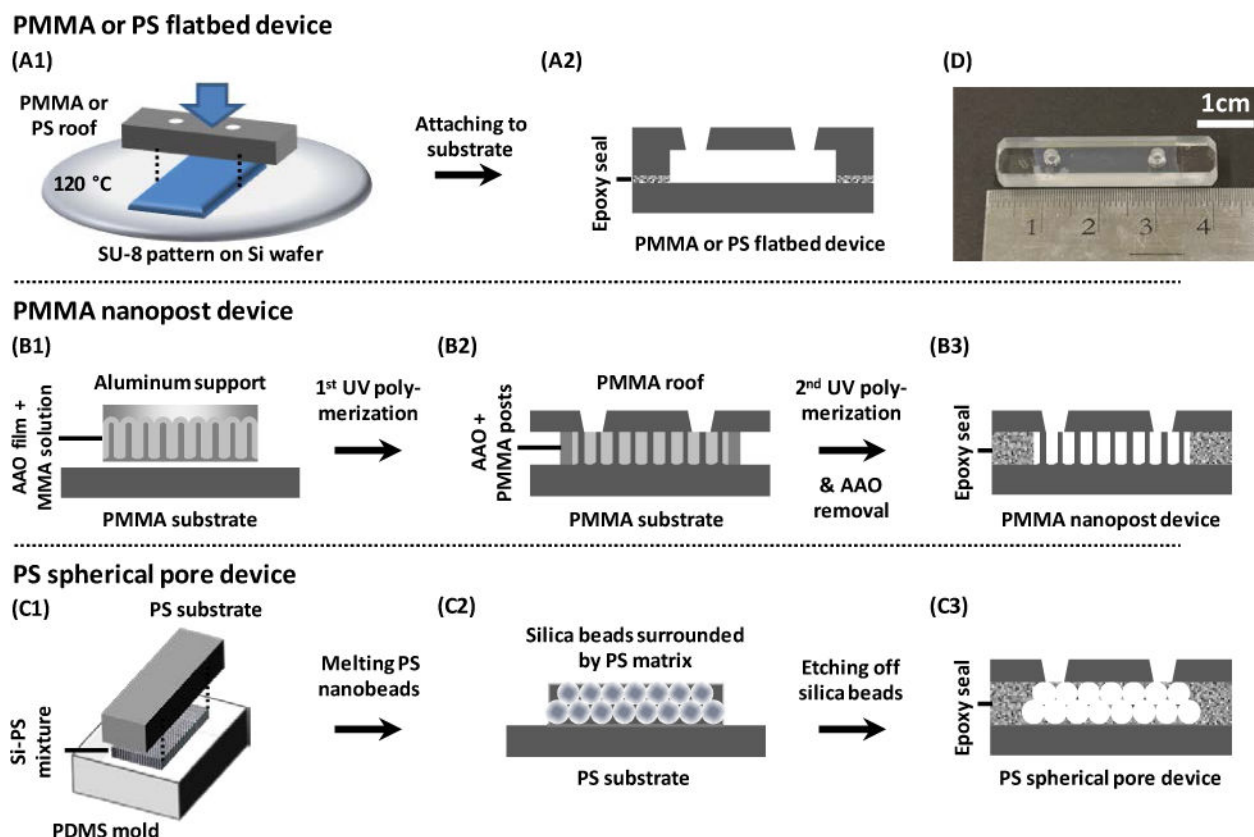 PMMA or PS flatbed device
(A1)
PMMA or
PS roof
120 °C
SU-8 pattern on Si wafer
Attaching to
substrate
(A2)
Epoxy seal
PMMA or PS flatbed device
(D)
1cm
1 2 3 4
PMMA nanopost device
(B1)
Aluminum support
AAO film +
MMA solution
PMMA substrate
1st UV poly-
merization
(B2)
PMMA roof
AAO +
PMMA posts
PMMA substrate
2nd UV poly-
merization
& AAO
removal
(B3)
Epoxy seal
PMMA nanopost device
PS spherical pore device
(C1)
PS substrate
Si-PS
mixture
PDMS mold
Melting PS
nanobeads
(C2)
Silica beads surrounded
by PS matrix
PS substrate
Etching off
silica beads
(C3)
Epoxy seal
PS spherical pore device